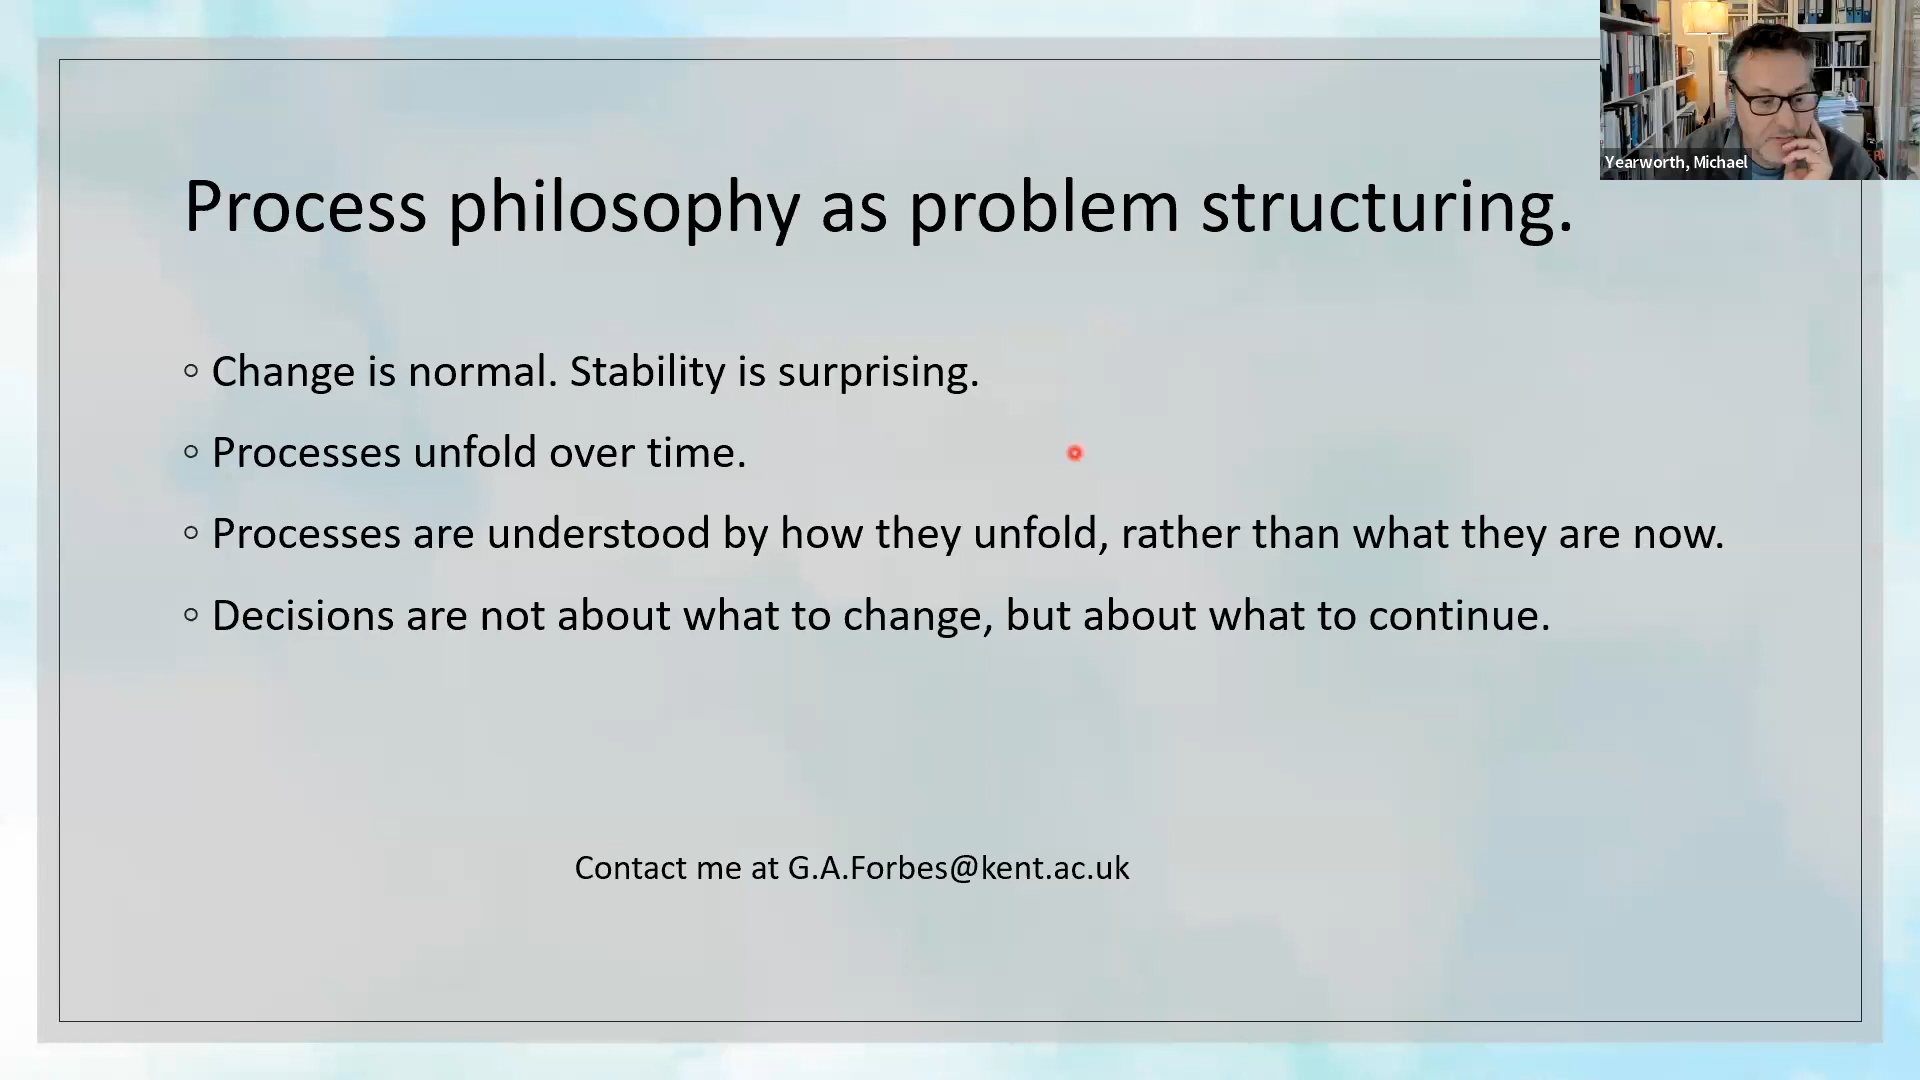 Process philosophy as problem structuring.
Yearworth, Michael
◦ Change is normal. Stability is surprising.
◦ Processes unfold over time.
◦ Processes are understood by how they unfold, rather than what they are now.
◦ Decisions are not about what to change, but about what to continue.
Contact me at G.A.Forbes@kent.ac.uk